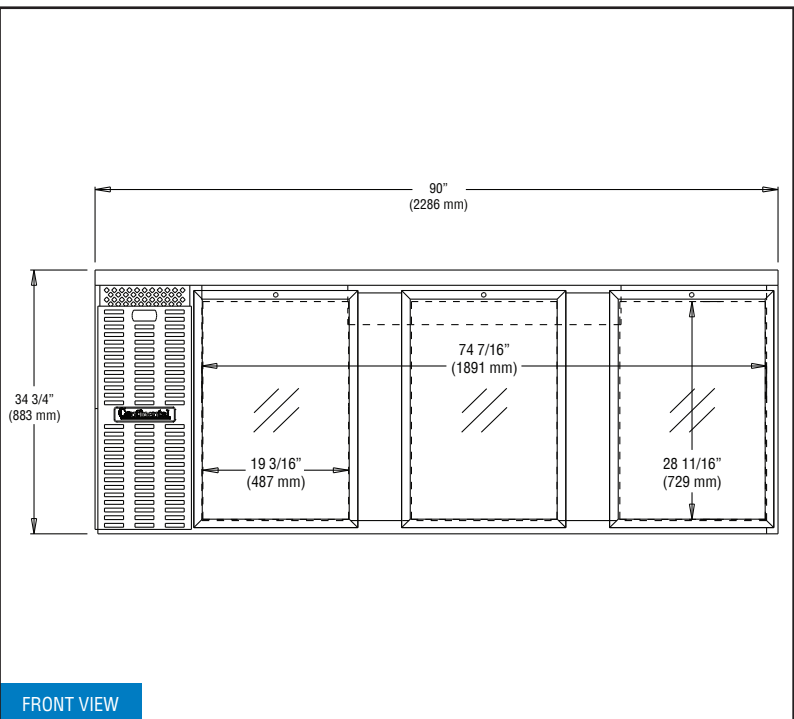 90”
(2286 mm)
34 3/4”
(883 mm)
Continental
74 7/16”
(1891 mm)
19 3/16”
(487 mm)
28 11/16”
(729 mm)
FRONT VIEW